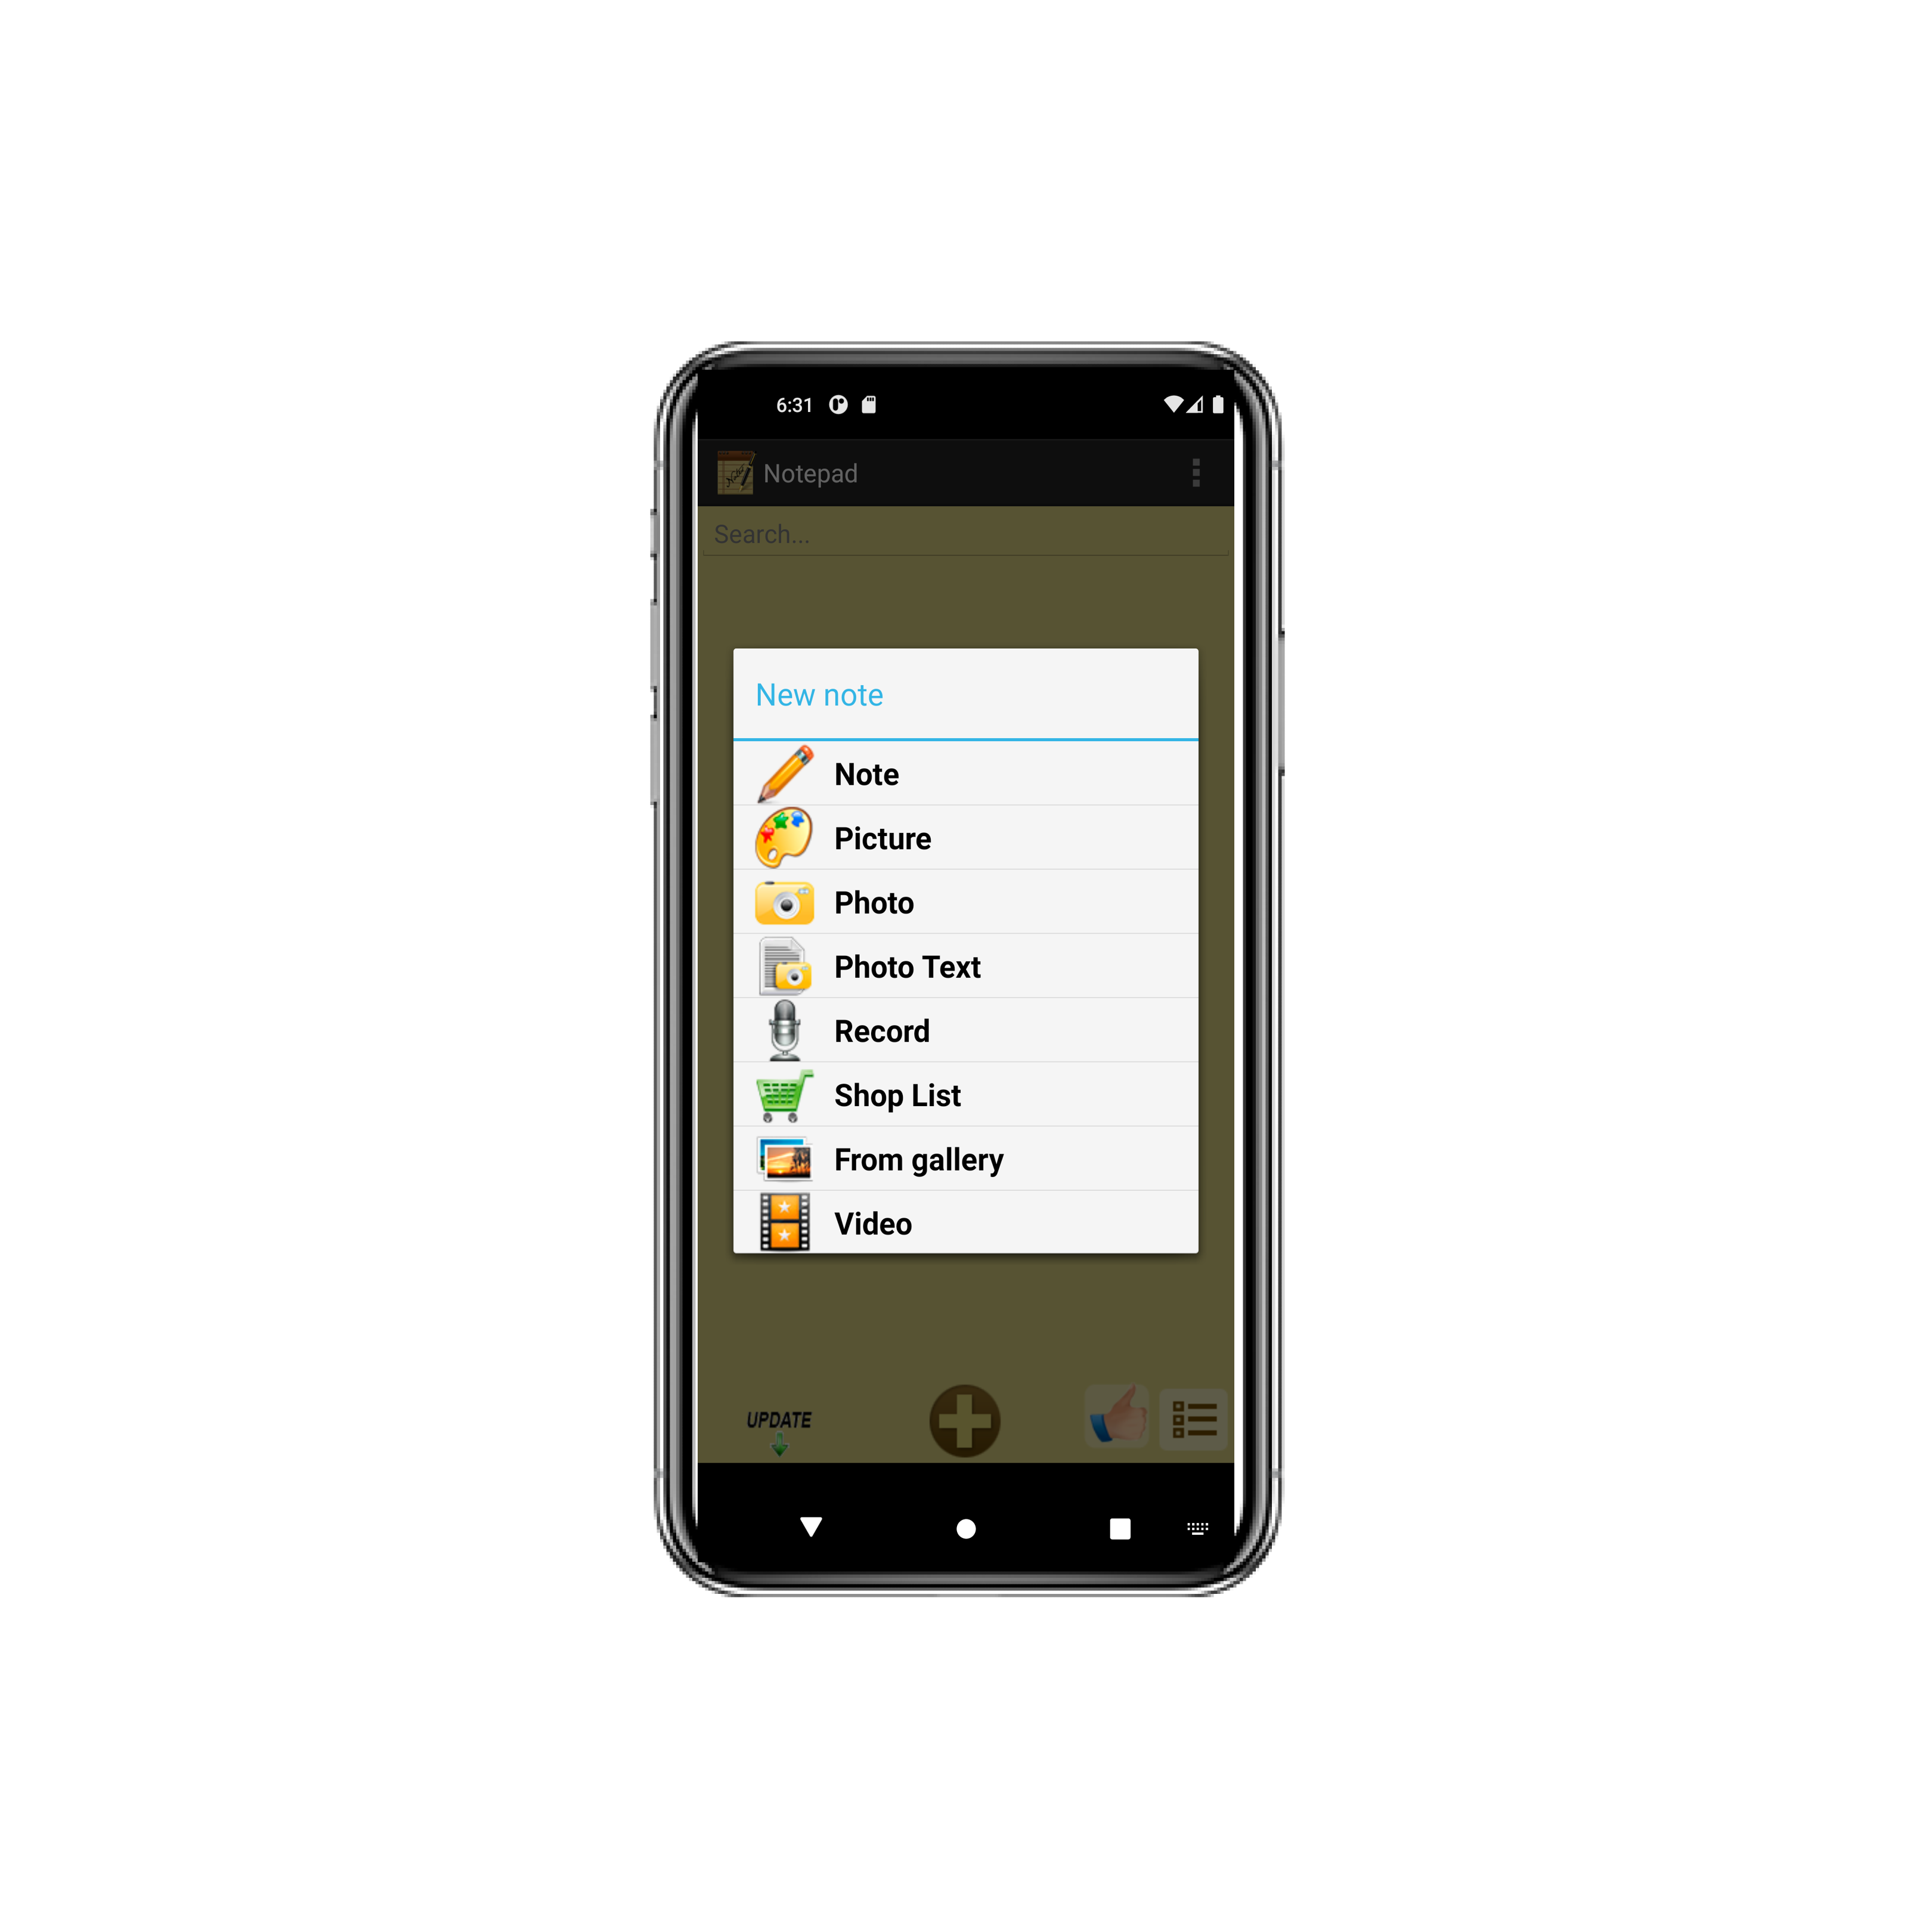 6:31
Notepad
Search...
New note
Note
Picture
Photo
Photo Text
Record
Shop List
From gallery
Video
UPDATE